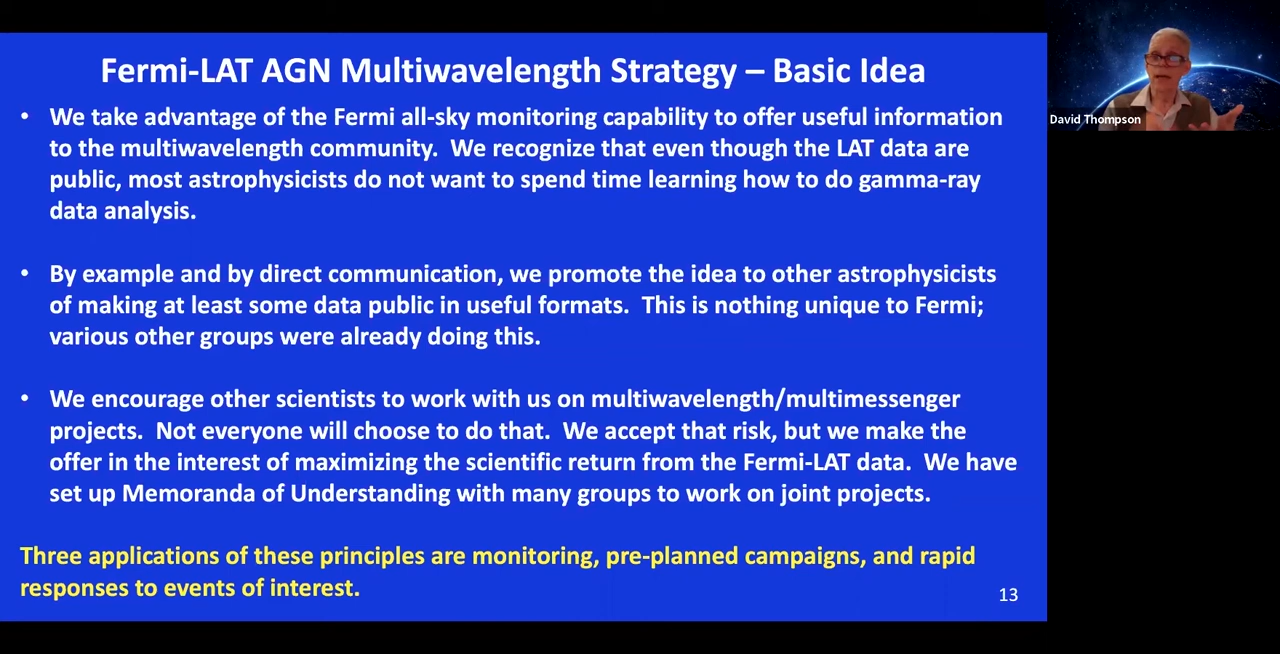 Fermi-LAT AGN Multiwavelength Strategy – Basic Idea
• We take advantage of the Fermi all-sky monitoring capability to offer useful information
to the multiwavelength community.  We recognize that even though the LAT data are
public, most astrophysicists do not want to spend time learning how to do gamma-ray
data analysis.
• By example and by direct communication, we promote the idea to other astrophysicists
of making at least some data public in useful formats.  This is nothing unique to Fermi;
various other groups were already doing this.
• We encourage other scientists to work with us on multiwavelength/multimessenger
projects.  Not everyone will choose to do that.  We accept that risk, but we make the
offer in the interest of maximizing the scientific return from the Fermi-LAT data.  We have
set up Memoranda of Understanding with many groups to work on joint projects.
Three applications of these principles are monitoring, pre-planned campaigns, and rapid
responses to events of interest.
13
David Thompson